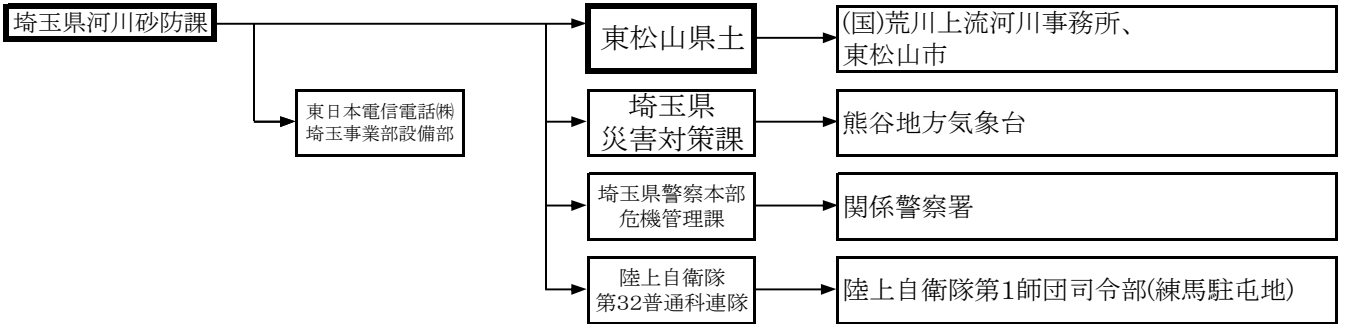 埼玉県河川砂防課
東松山県土
(国)荒川上流河川事務所、
東松山市
東日本電信電話㈱
埼玉事業部設備部
埼玉県
災害対策課
熊谷地方気象台
埼玉県警察本部
危機管理課
関係警察署
陸上自衛隊
第32普通科連隊
陸上自衛隊第1師団司令部(練馬駐屯地)